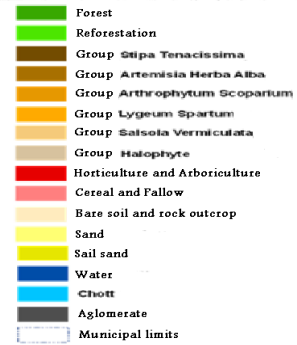 Forest
Reforestation
Group Stipa Tenacissima
Group Artemisia Herba Alba
Group Arthrophytum Scoparium
Group Lygeum Spartum
Group Salsola Vermiculata
Group Halophyte
Horticulture and Arboriculture
Cereal and Fallow
Bare soil and rock outcrop
Sand
Sail sand
Water
Chott
Aglomerate
Municipal limits